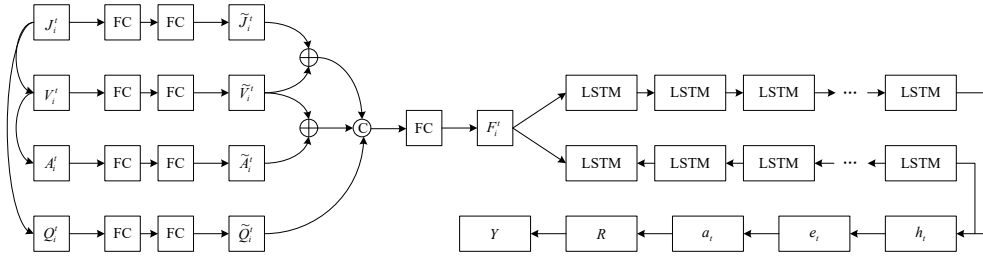 J_i^t FC FC J̃_i^t
V_i^t FC FC Ṽ_i^t LSTM LSTM LSTM ... LSTM
C FC F_i^t
A_i^t FC FC Ã_i^t LSTM LSTM LSTM ... LSTM
Q_i^t FC FC Q̃_i^t Y R a_t e_t h_t